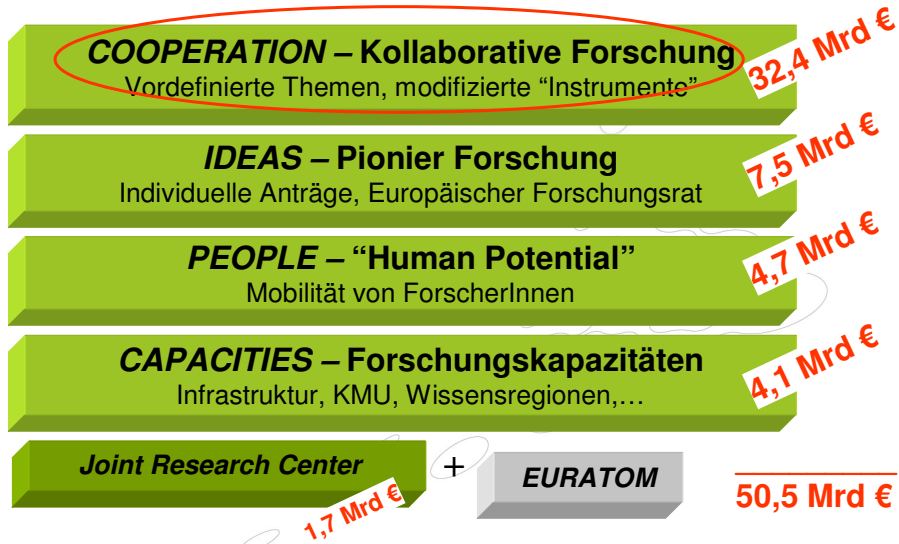 COOPERATION – Kollaborative Forschung
Vordefinierte Themen, modifizierte “Instrumente”
32,4 Mrd €
IDEAS – Pionier Forschung
Individuelle Anträge, Europäischer Forschungsrat
7,5 Mrd €
PEOPLE – “Human Potential”
Mobilität von ForscherInnen
4,7 Mrd €
CAPACITIES – Forschungskapazitäten
Infrastruktur, KMU, Wissensregionen,…
4,1 Mrd €
Joint Research Center
1,7 Mrd €
+
EURATOM
50,5 Mrd €